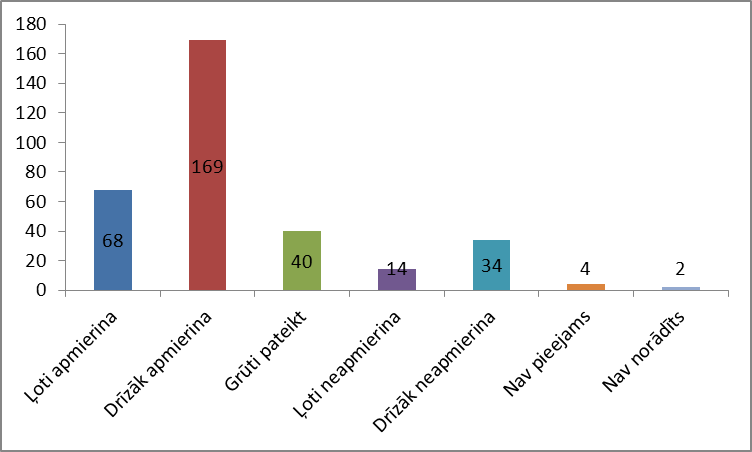 180
160
140
120
100
80
60
40
20
0
68
169
40
14
34
4
2
Ļoti apmierina
Drīzāk apmierina
Grūti pateikt
Ļoti neapmierina
Drīzāk neapmierina
Nav pieejams
Nav norādīts